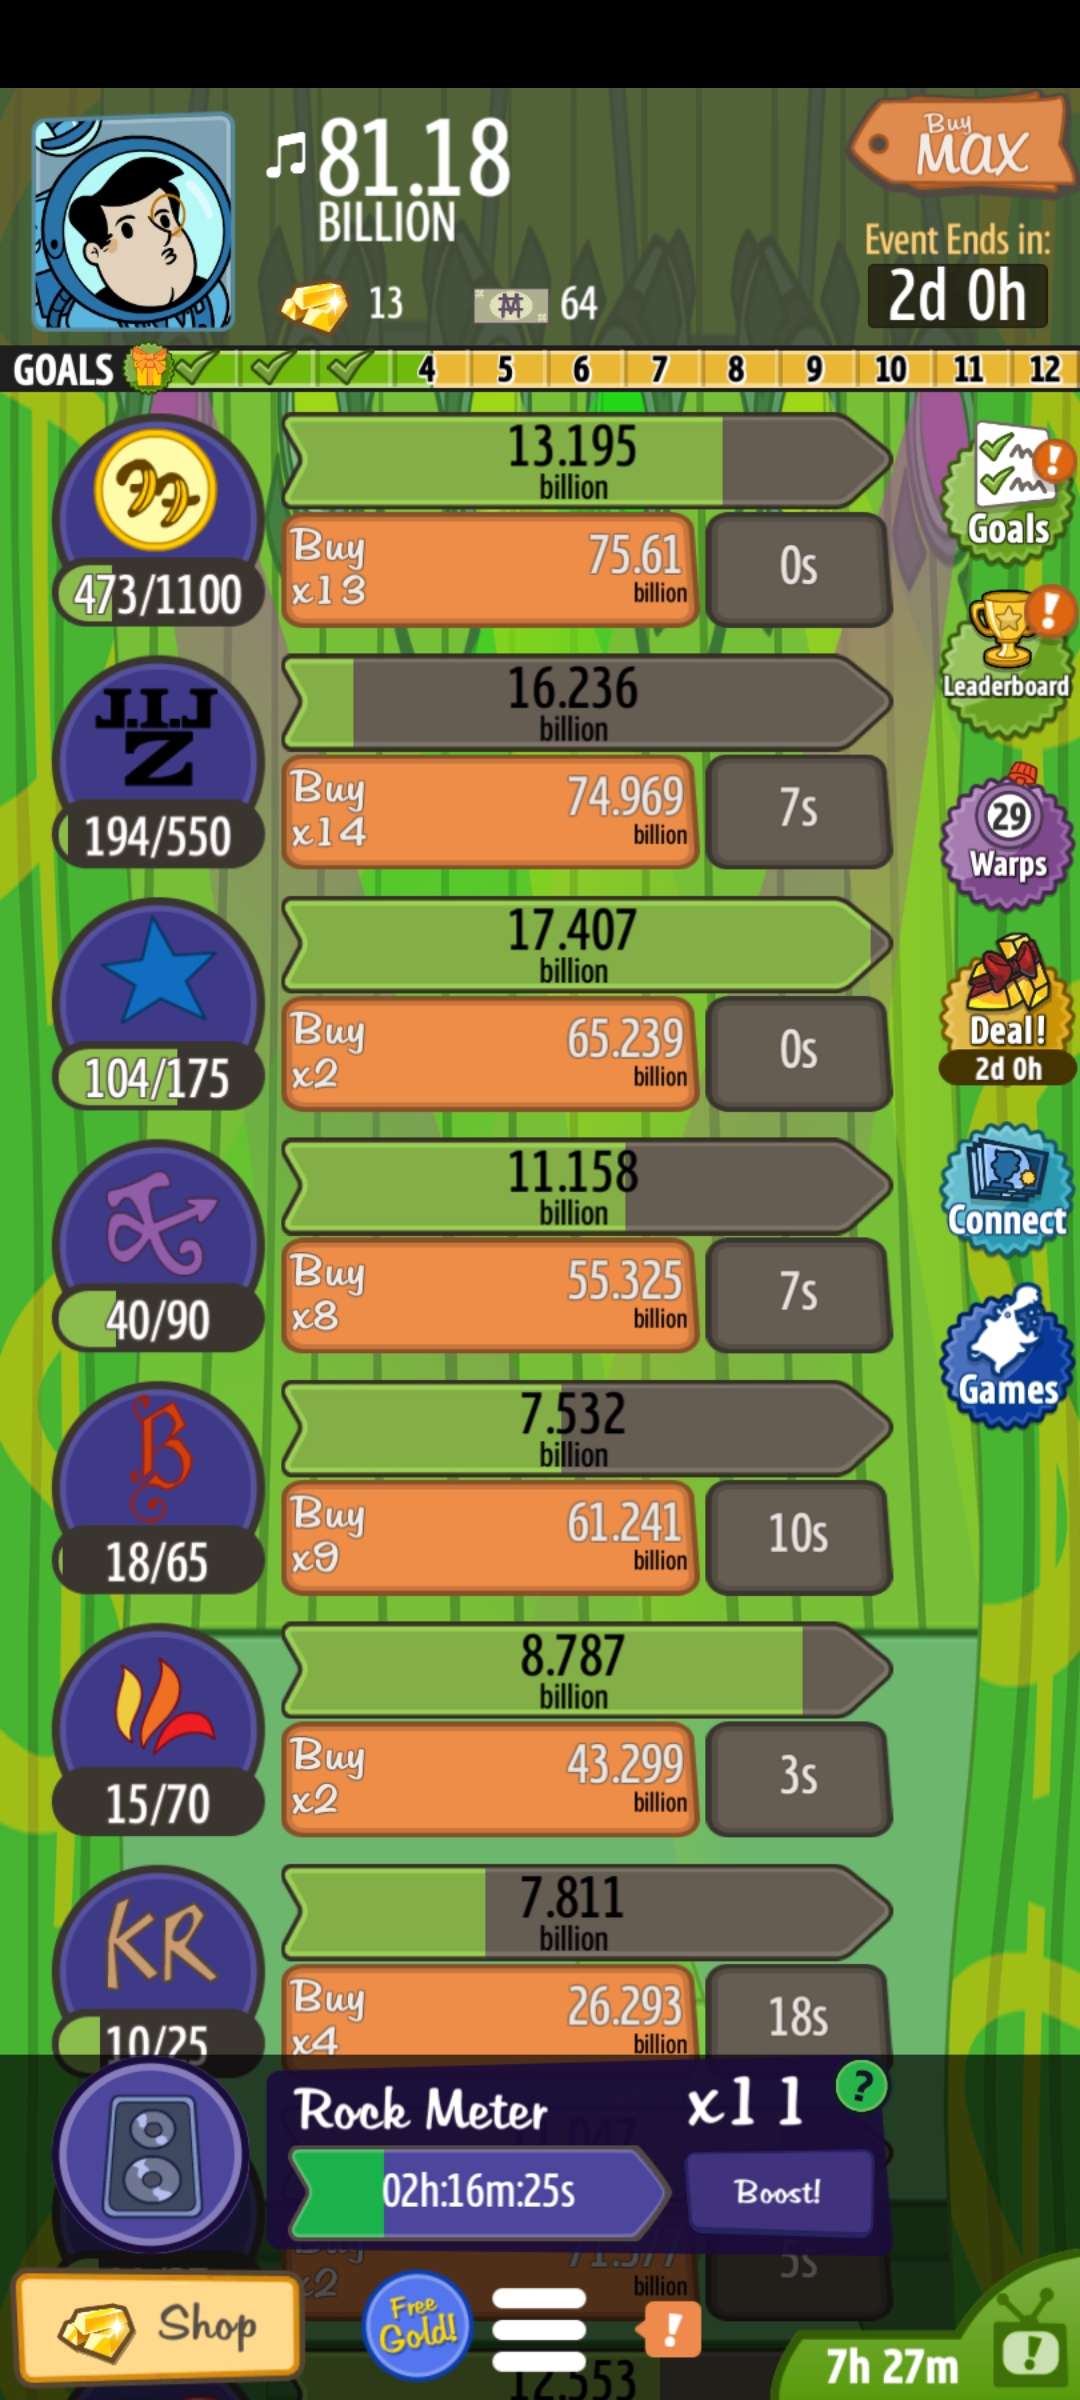 81.18
BILLION
Buy
MAX
Event Ends in:
2d 0h
13
64
GOALS
4 5 6 7 8 9 10 11 12
13.195
billion
473/1100
Buy
x13
75.61
billion
0s
Goals
J.I.J
Z
16.236
billion
194/550
Buy
x14
74.969
billion
7s
Leaderboard
29
Warps
17.407
billion
104/175
Buy
x2
65.239
billion
0s
Deal!
2d 0h
11.158
billion
40/90
Buy
x8
55.325
billion
7s
Connect
Games
B
7.532
billion
18/65
Buy
x9
61.241
billion
10s
8.787
billion
15/70
Buy
x2
43.299
billion
3s
KR
7.811
billion
10/25
Buy
x4
26.293
billion
18s
Rock Meter
x11
?
02h:16m:25s
Boost!
x2
billion
5s
Shop
Free
Gold!
!
7h 27m
!
12.553